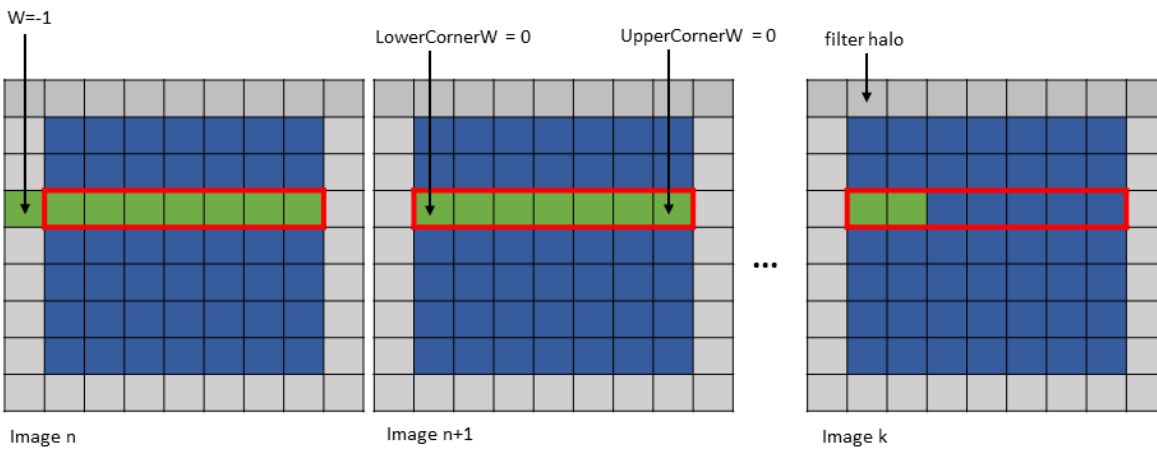 W=-1
LowerCornerW = 0
UpperCornerW = 0
filter halo
...
Image n
Image n+1
Image k